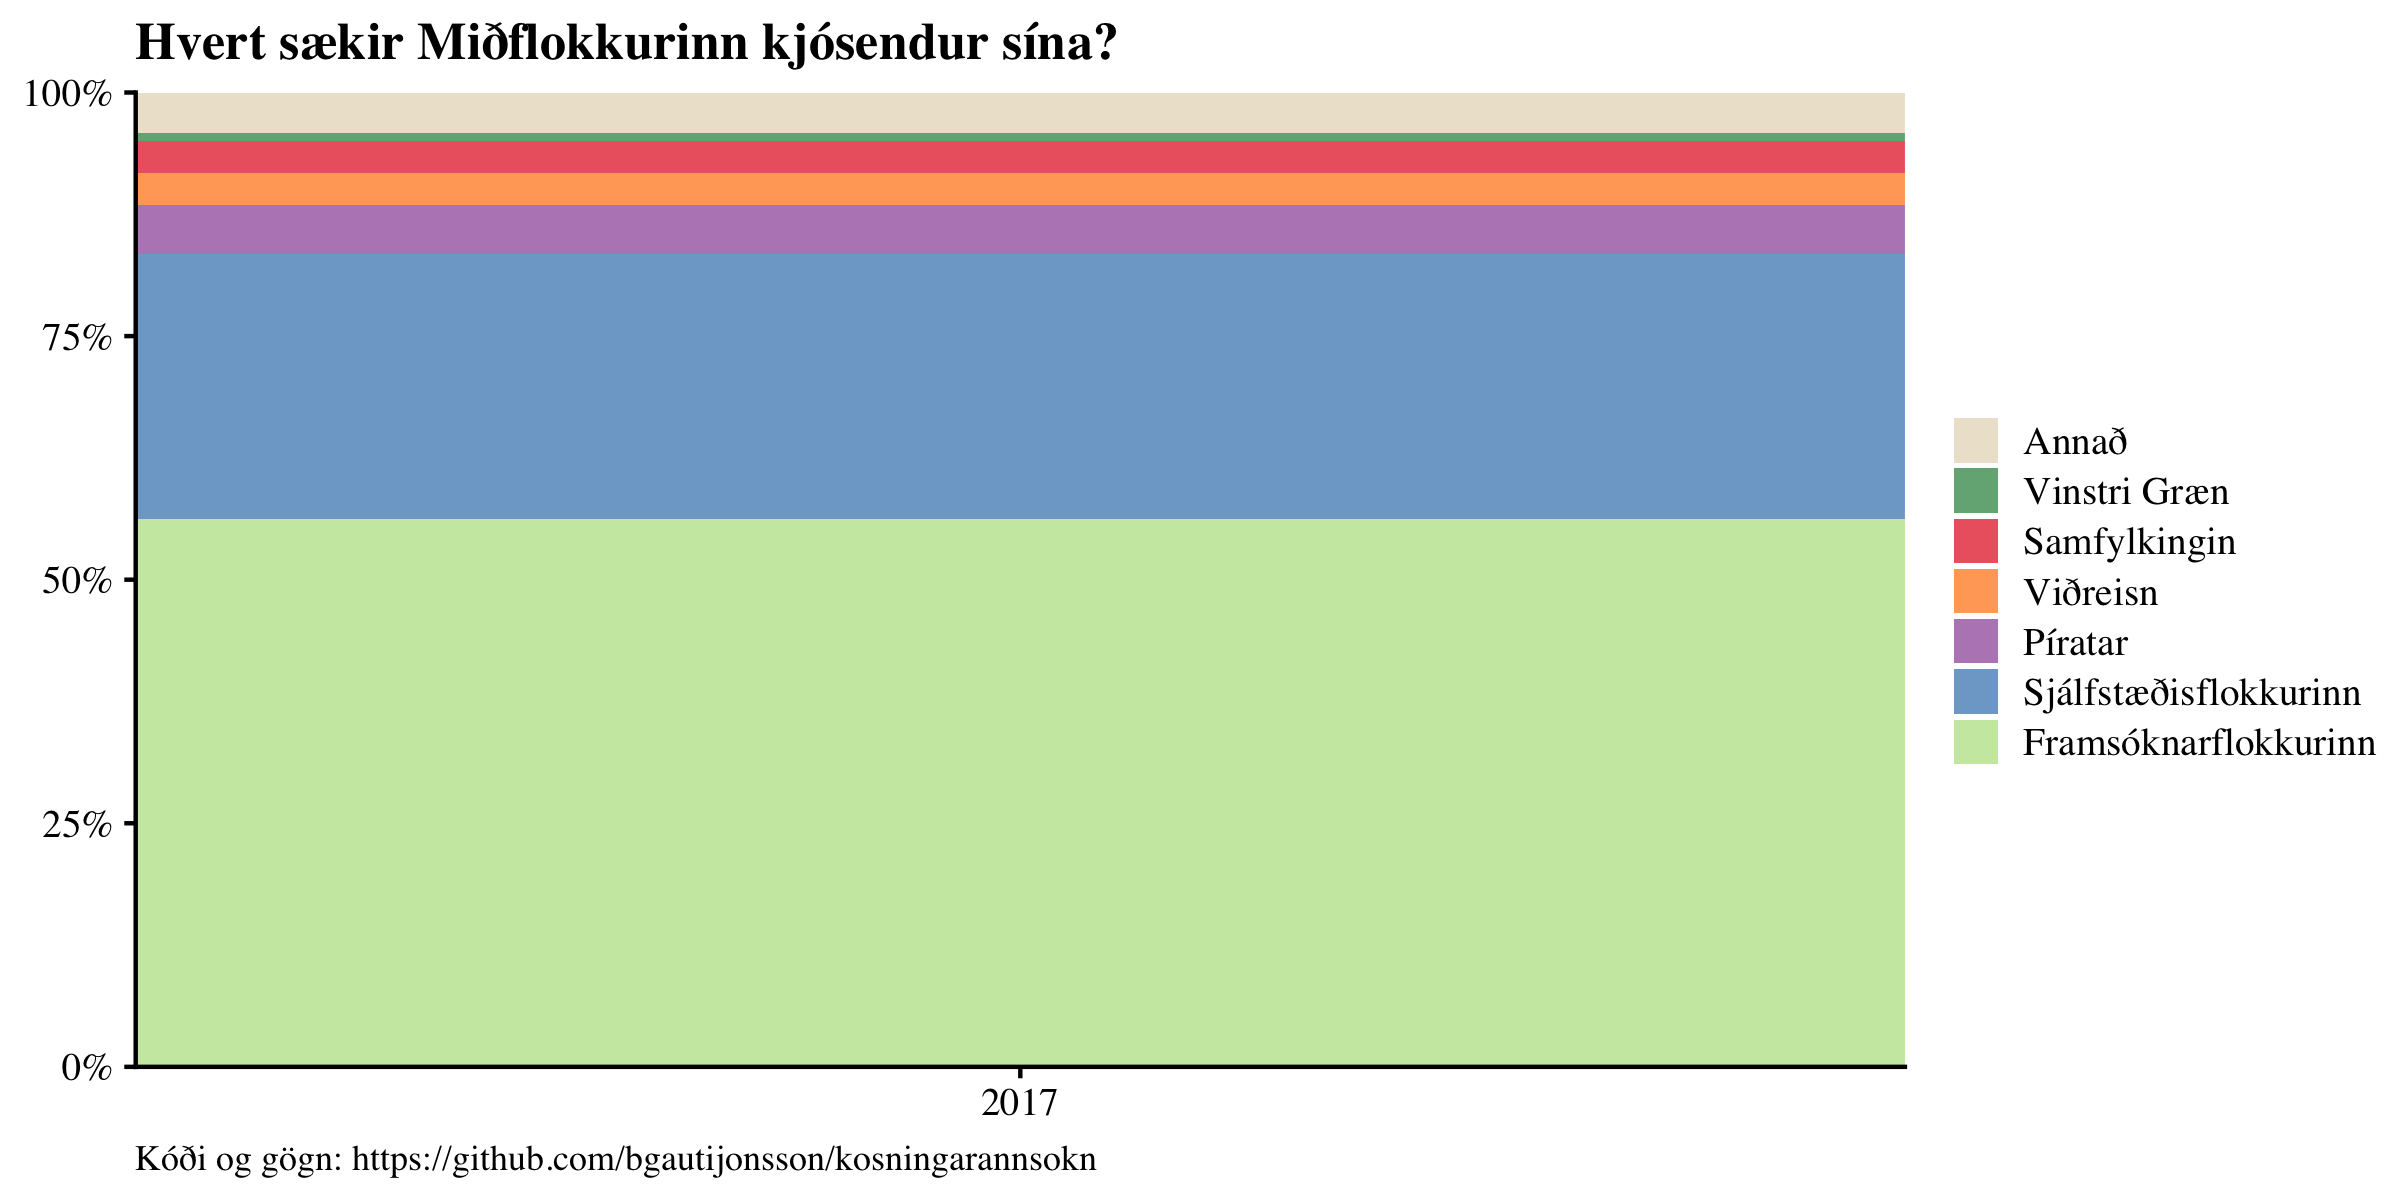 Hvert sækir Miðflokkurinn kjósendur sína?
100%
75%
50%
25%
0%
2017
Annað
Vinstri Græn
Samfylkingin
Viðreisn
Píratar
Sjálfstæðisflokkurinn
Framsóknarflokkurinn
Kóði og gögn: https://github.com/bgautijonsson/kosningarannsokn